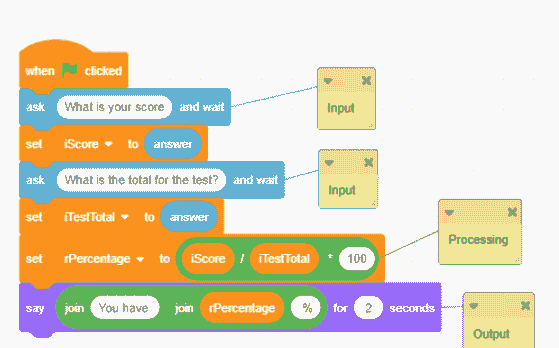 when clicked
ask What is your score and wait
Input
set iScore to answer
ask What is the total for the test? and wait
Input
set iTestTotal to answer
set rPercentage to iScore / iTestTotal * 100
Processing
say join You have join rPercentage % for 2 seconds
Output